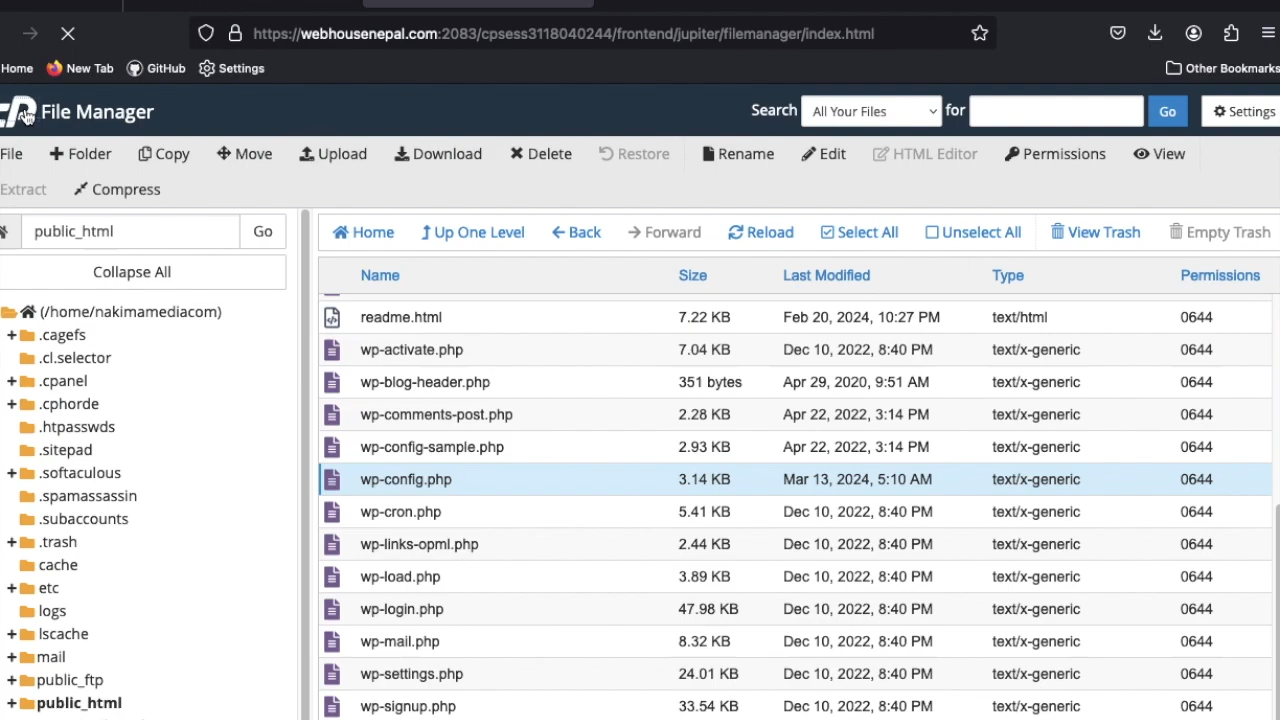 https://webhousenepal.com:2083/cpsess3118040244/frontend/jupiter/filemanager/index.html
Home New Tab GitHub Settings Other Bookmarks
cP File Manager Search All Your Files for Go Settings
File Folder Copy Move Upload Download Delete Restore Rename Edit HTML Editor Permissions View
Extract Compress
public_html Go
Collapse All
(/home/nakimamediacom)
.cagefs
.cl.selector
.cpanel
.cphorde
.htpasswds
.sitepad
.softaculous
.spamassassin
.subaccounts
.trash
cache
etc
logs
lscache
mail
public_ftp
public_html
Home Up One Level Back Forward Reload Select All Unselect All View Trash Empty Trash
Name Size Last Modified Type Permissions
readme.html 7.22 KB Feb 20, 2024, 10:27 PM text/html 0644
wp-activate.php 7.04 KB Dec 10, 2022, 8:40 PM text/x-generic 0644
wp-blog-header.php 351 bytes Apr 29, 2020, 9:51 AM text/x-generic 0644
wp-comments-post.php 2.28 KB Apr 22, 2022, 3:14 PM text/x-generic 0644
wp-config-sample.php 2.93 KB Apr 22, 2022, 3:14 PM text/x-generic 0644
wp-config.php 3.14 KB Mar 13, 2024, 5:10 AM text/x-generic 0644
wp-cron.php 5.41 KB Dec 10, 2022, 8:40 PM text/x-generic 0644
wp-links-opml.php 2.44 KB Dec 10, 2022, 8:40 PM text/x-generic 0644
wp-load.php 3.89 KB Dec 10, 2022, 8:40 PM text/x-generic 0644
wp-login.php 47.98 KB Dec 10, 2022, 8:40 PM text/x-generic 0644
wp-mail.php 8.32 KB Dec 10, 2022, 8:40 PM text/x-generic 0644
wp-settings.php 24.01 KB Dec 10, 2022, 8:40 PM text/x-generic 0644
wp-signup.php 33.54 KB Dec 10, 2022, 8:40 PM text/x-generic 0644